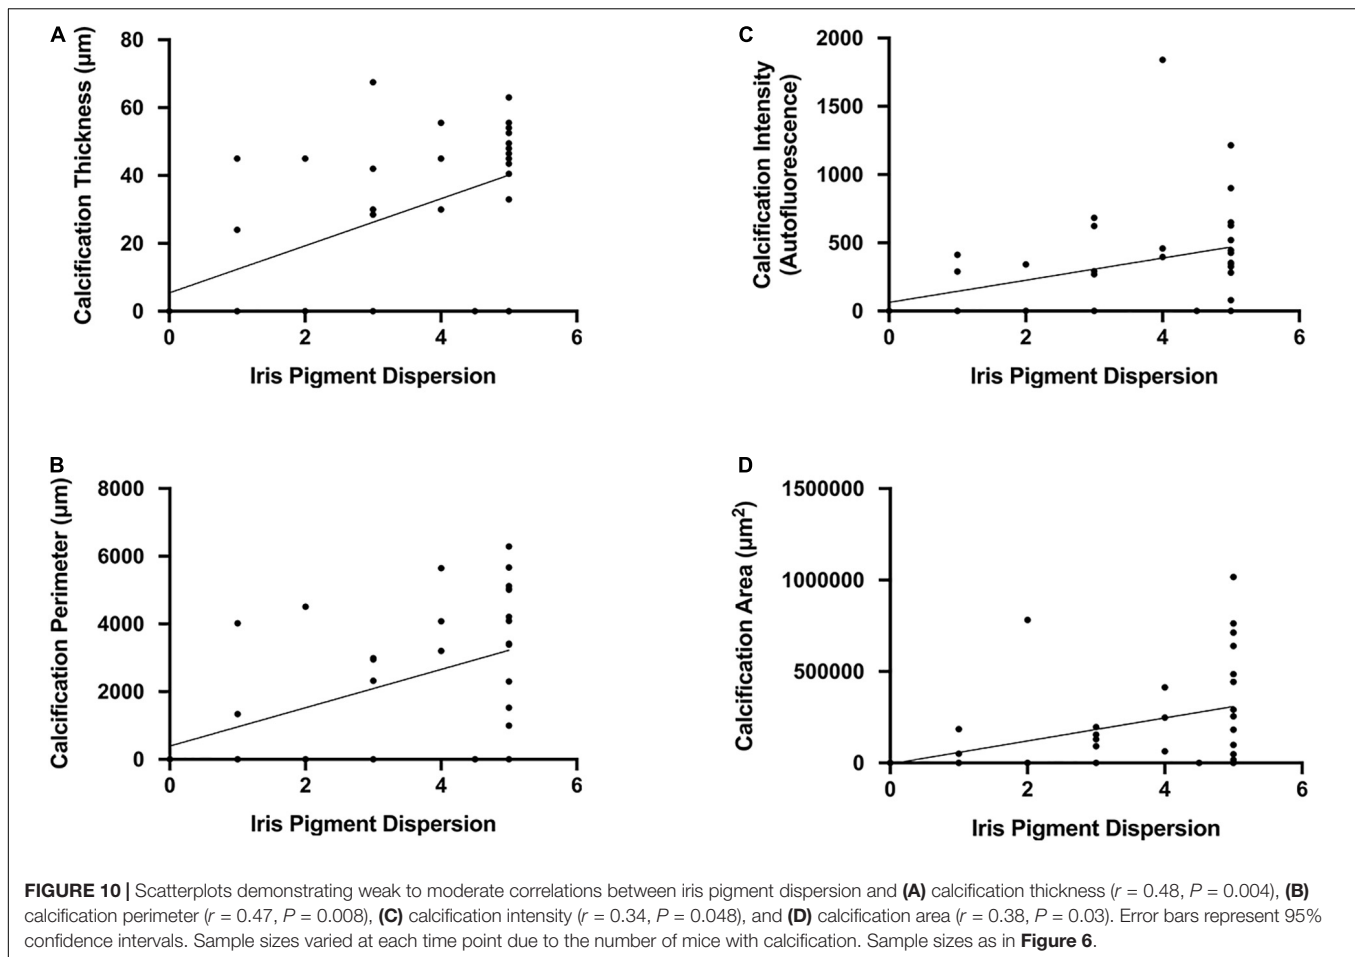 A
Calcification Thickness (µm)
80
60
40
20
0
0 2 4 6
Iris Pigment Dispersion
C
Calcification Intensity
(Autofluorescence)
2000
1500
1000
500
0
0 2 4 6
Iris Pigment Dispersion
B
Calcification Perimeter (µm)
8000
6000
4000
2000
0
0 2 4 6
Iris Pigment Dispersion
D
Calcification Area (µm²)
1500000
1000000
500000
0
0 2 4 6
Iris Pigment Dispersion
FIGURE 10 | Scatterplots demonstrating weak to moderate correlations between iris pigment dispersion and (A) calcification thickness (r = 0.48, P = 0.004), (B)
calcification perimeter (r = 0.47, P = 0.008), (C) calcification intensity (r = 0.34, P = 0.048), and (D) calcification area (r = 0.38, P = 0.03). Error bars represent 95%
confidence intervals. Sample sizes varied at each time point due to the number of mice with calcification. Sample sizes as in Figure 6.